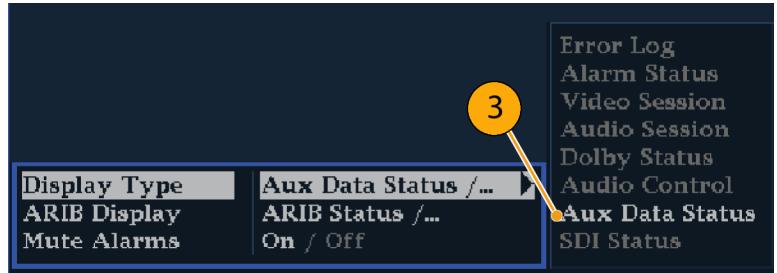 Error Log
Alarm Status
Video Session
3
Audio Session
Dolby Status
Display Type Aux Data Status /... Audio Control
ARIB Display ARIB Status /... Aux Data Status
Mute Alarms On / Off SDI Status